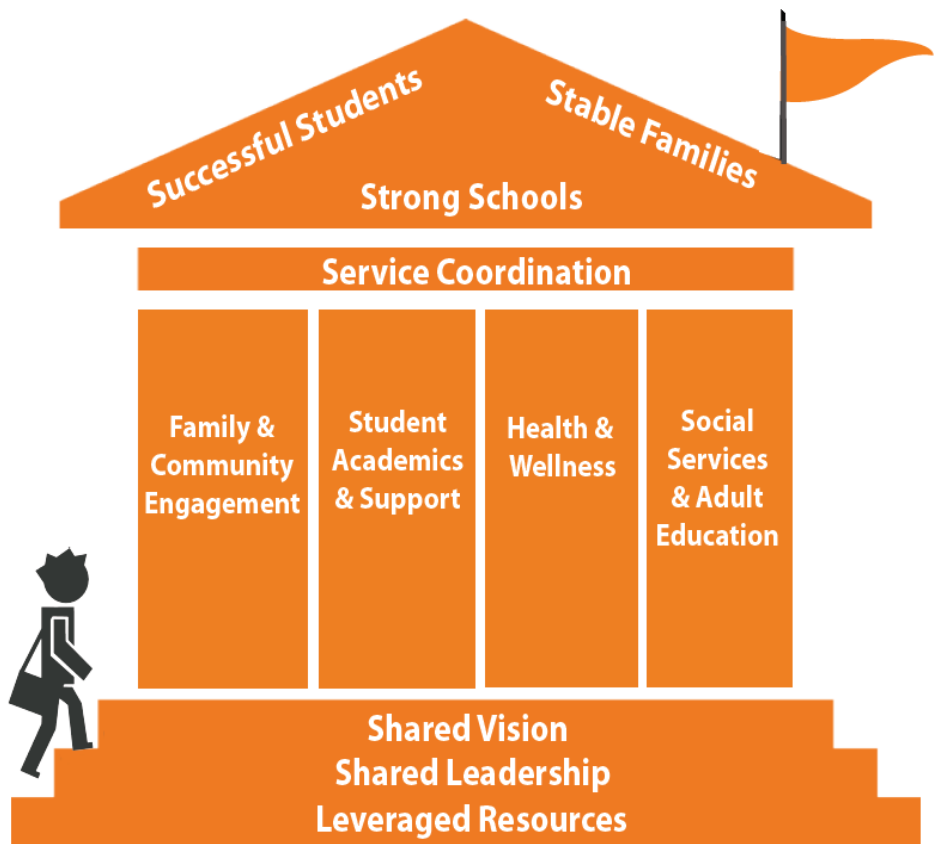 Successful Students
Stable Families
Strong Schools
Service Coordination
Family &
Community
Engagement
Student
Academics
& Support
Health &
Wellness
Social
Services
& Adult
Education
Shared Vision
Shared Leadership
Leveraged Resources